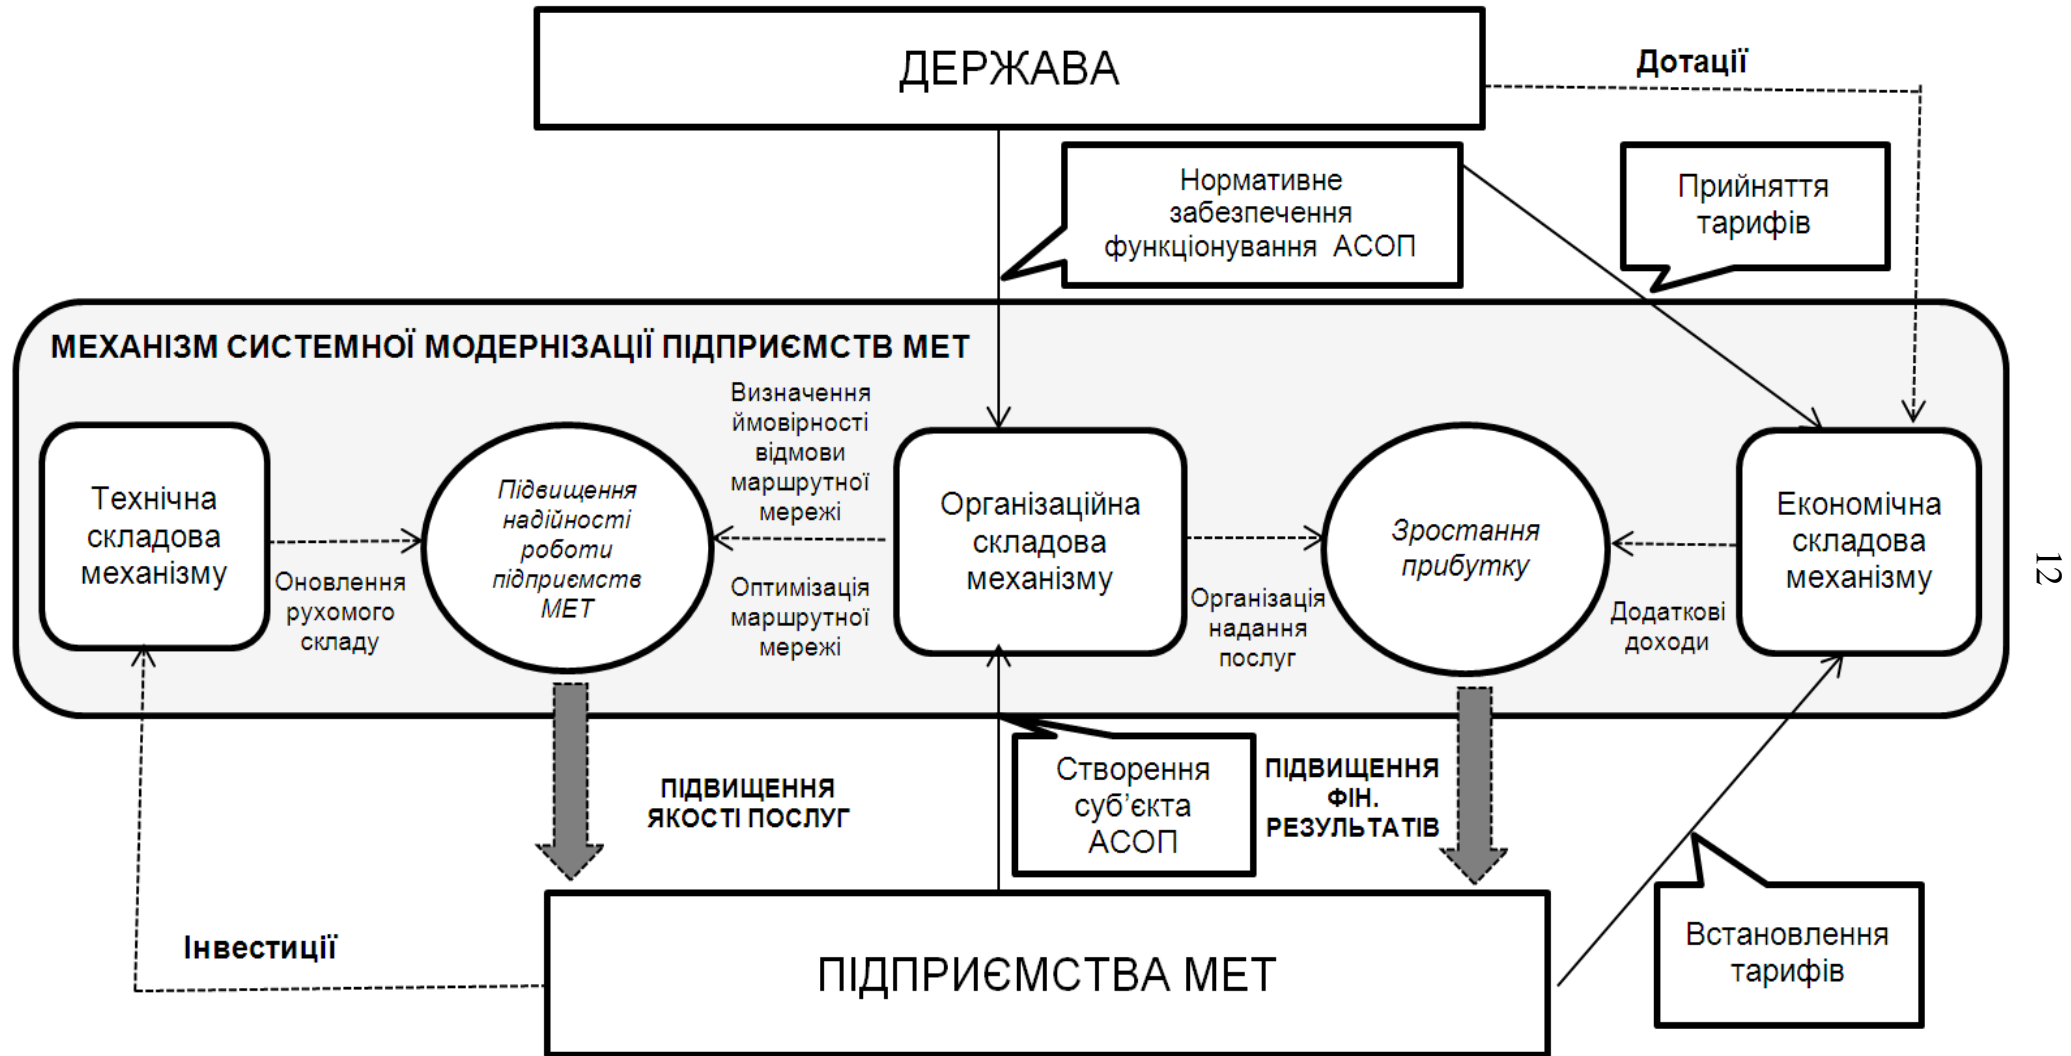 ДЕРЖАВА
Дотації
Нормативне
забезпечення
функціонування АСОП
Прийняття
тарифів
МЕХАНІЗМ СИСТЕМНОЇ МОДЕРНІЗАЦІЇ ПІДПРИЄМСТВ МЕТ
Технічна
складова
механізму
Оновлення
рухомого
складу
Підвищення
надійності
роботи
підприємств
МЕТ
Визначення
ймовірності
відмови
маршрутної
мережі
Оптимізація
маршрутної
мережі
Організаційна
складова
механізму
Організація
надання
послуг
Зростання
прибутку
Додаткові
доходи
Економічна
складова
механізму
12
ПІДВИЩЕННЯ
ЯКОСТІ ПОСЛУГ
Створення
суб’єкта
АСОП
ПІДВИЩЕННЯ
ФІН.
РЕЗУЛЬТАТІВ
Інвестиції
ПІДПРИЄМСТВА МЕТ
Встановлення
тарифів